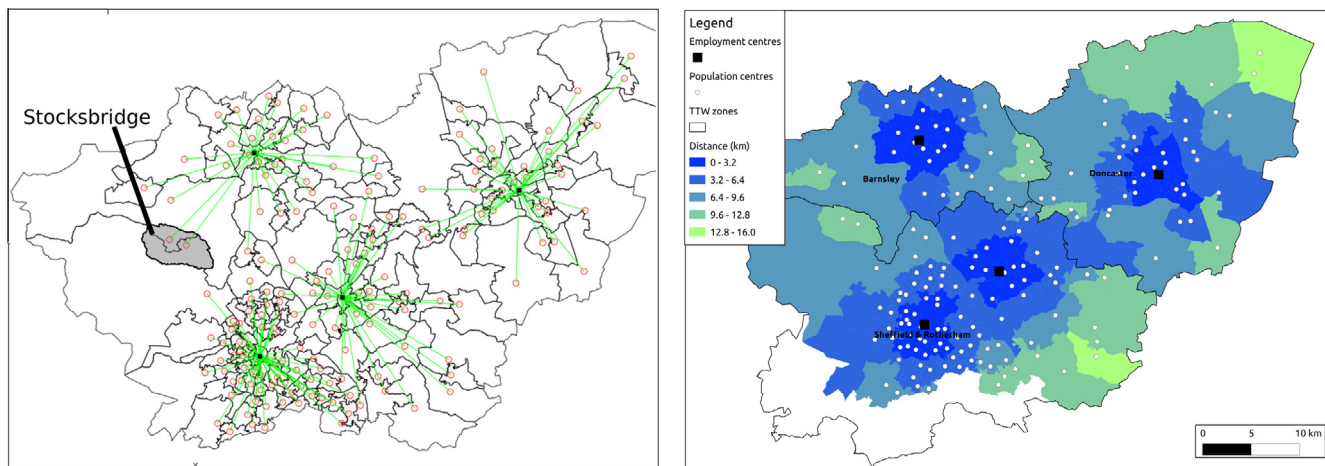 Stocksbridge
Legend
Employment centres
Population centres
TTW zones
Distance (km)
0 - 3.2
3.2 - 6.4
6.4 - 9.6
9.6 - 12.8
12.8 - 16.0
Barnsley
Doncaster
Sheffield & Rotherham
0 5 10 km